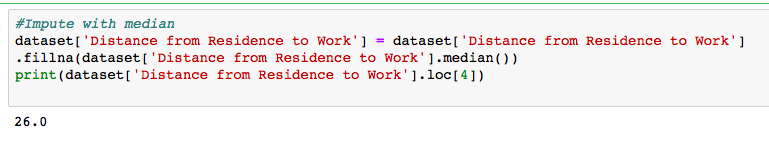 #Impute with median
dataset['Distance from Residence to Work'] = dataset['Distance from Residence to Work']
.fillna(dataset['Distance from Residence to Work'].median())
print(dataset['Distance from Residence to Work'].loc[4])
26.0